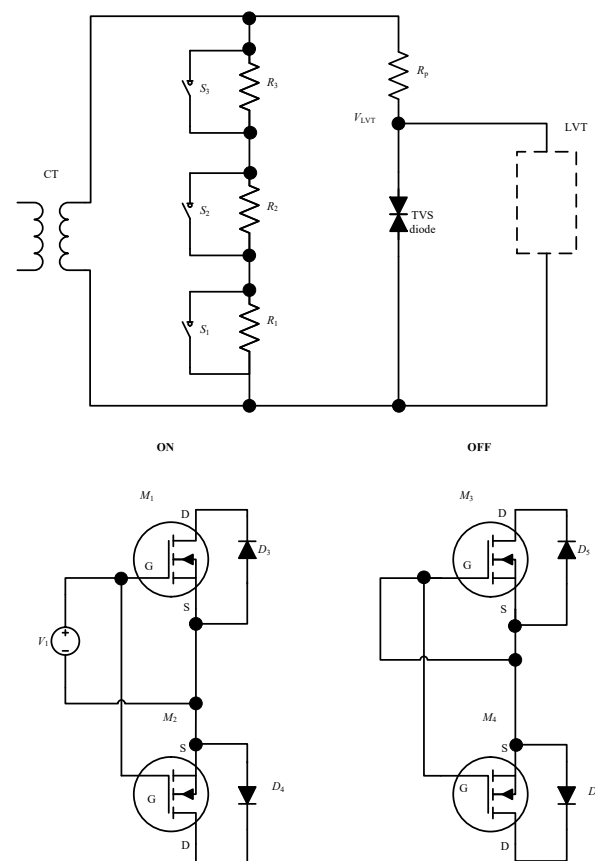 S3
R3
Rp
VLVT
LVT
CT
S2
R2
TVS
diode
S1
R1
ON
OFF
M1
D
D3
G
S
V1
+
−
M2
S
G
D4
D
M3
D
D5
G
S
M4
S
G
D
D